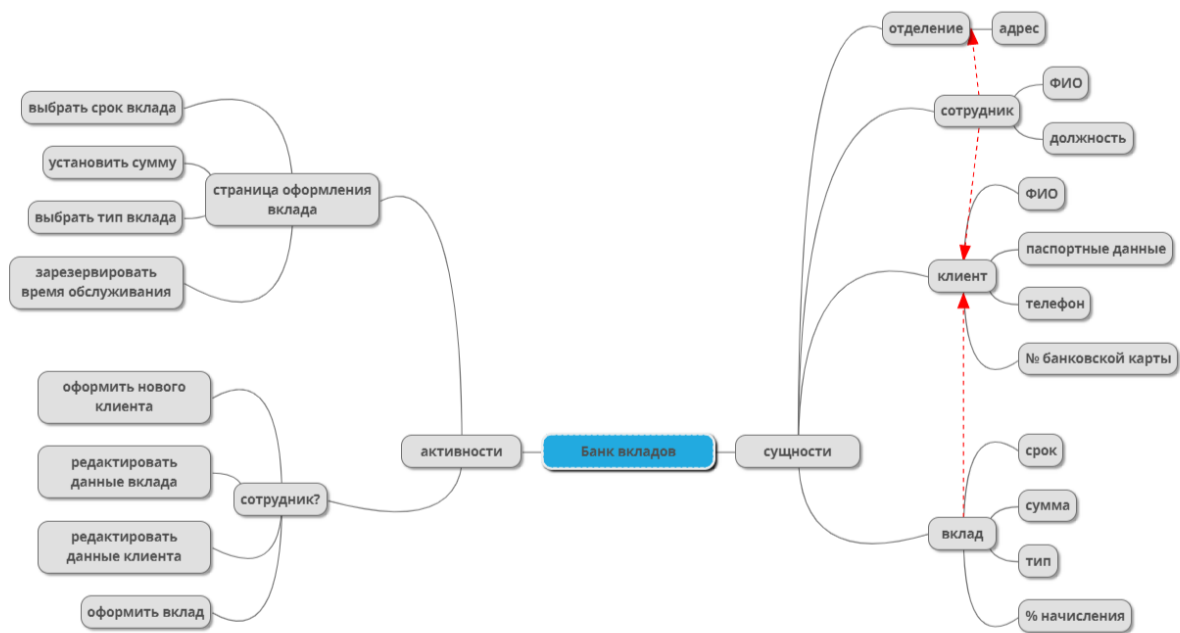 отделение
адрес
сотрудник
ФИО
должность
клиент
ФИО
паспортные данные
телефон
№ банковской карты
вклад
срок
сумма
тип
% начисления
сущности
Банк вкладов
активности
страница оформления
вклада
выбрать срок вклада
установить сумму
выбрать тип вклада
зарезервировать
время обслуживания
сотрудник?
оформить нового
клиента
редактировать
данные вклада
редактировать
данные клиента
оформить вклад